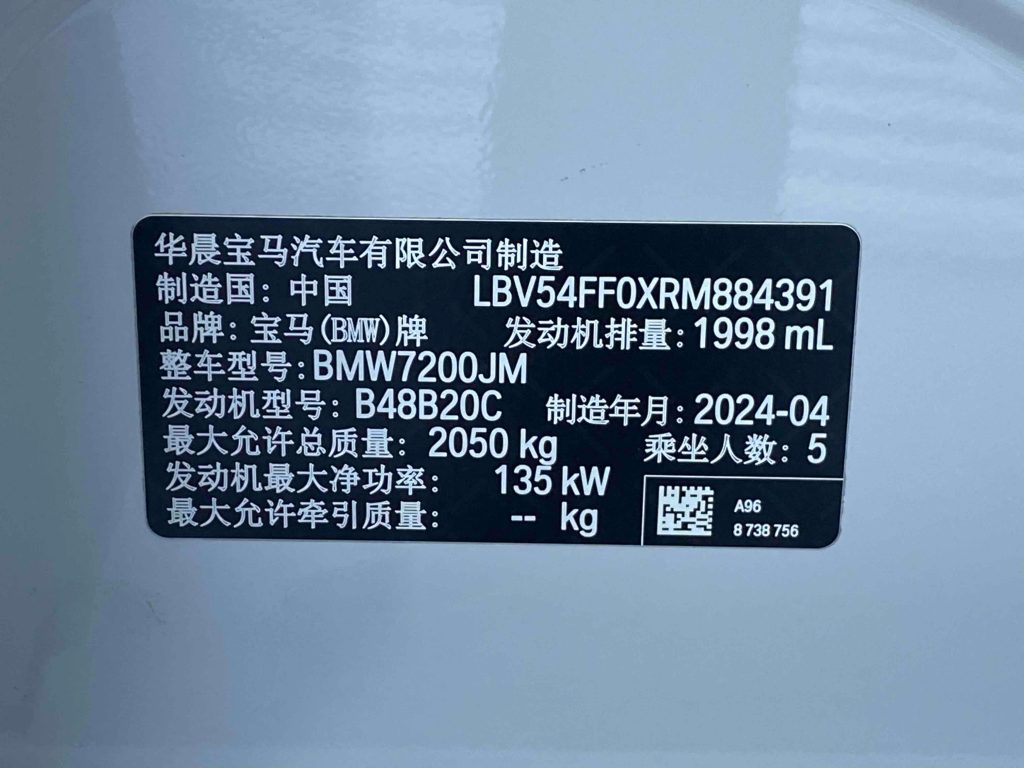 华晨宝马汽车有限公司制造
制造国: 中国 LBV54FF0XRM884391
品牌: 宝马(BMW)牌 发动机排量: 1998 mL
整车型号: BMW7200JM
发动机型号: B48B20C 制造年月: 2024-04
最大允许总质量: 2050 kg 乘坐人数: 5
发动机最大净功率: 135 kW
最大允许牵引质量: -- kg
A96
8 738 756